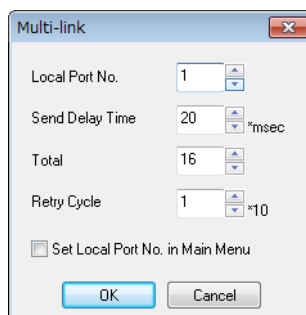 Multi-link
Local Port No. 1
Send Delay Time 20 *msec
Total 16
Retry Cycle 1 *10
Set Local Port No. in Main Menu
OK Cancel